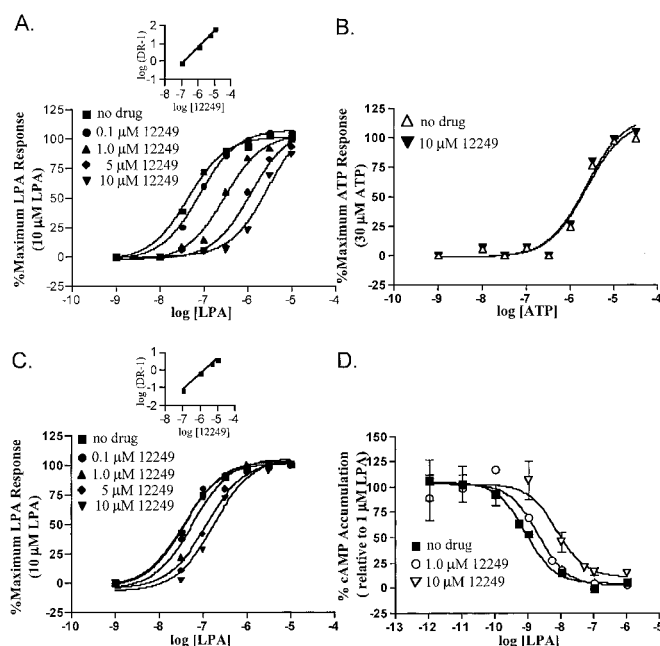 A.
log (DR-1)
2
1
0
-1
-8 -7 -6 -5 -4
log [12249]
%Maximum LPA Response
(10 μM LPA)
125
100
75
50
25
0
-25
no drug
0.1 μM 12249
1.0 μM 12249
5 μM 12249
10 μM 12249
-10 -9 -8 -7 -6 -5 -4
log [LPA]
B.
%Maximum ATP Response
(30 μM ATP)
125
100
75
50
25
0
-25
no drug
10 μM 12249
-10 -9 -8 -7 -6 -5 -4
log [ATP]
C.
log (DR-1)
1
0
-1
-2
-8 -7 -6 -5 -4
log [12249]
%Maximum LPA Response
(10 μM LPA)
125
100
75
50
25
0
-25
no drug
0.1 μM 12249
1.0 μM 12249
5 μM 12249
10 μM 12249
-10 -9 -8 -7 -6 -5 -4
log [LPA]
D.
% cAMP Accumulation
( relative to 1 μM LPA)
150
125
100
75
50
25
0
-25
no drug
1.0 μM 12249
10 μM 12249
-13 -12 -11 -10 -9 -8 -7 -6 -5
log [LPA]